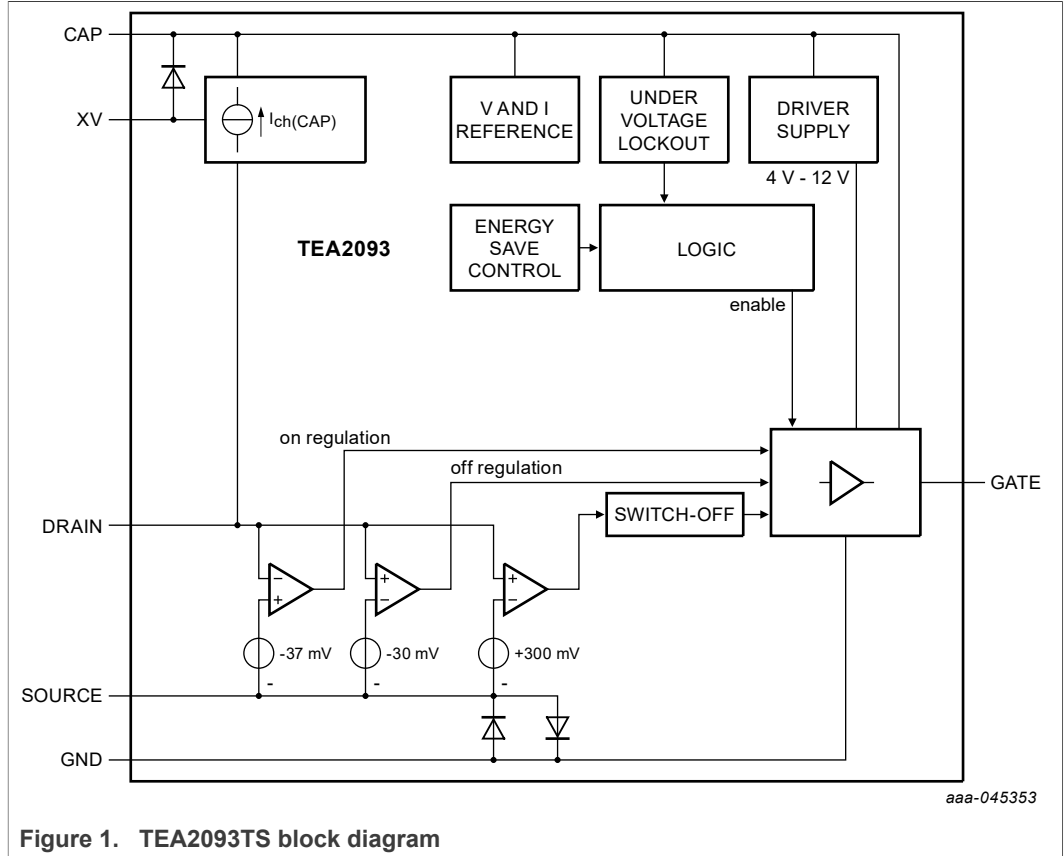 CAP
XV
Ich(CAP)
V AND I
REFERENCE
UNDER
VOLTAGE
LOCKOUT
DRIVER
SUPPLY
4 V - 12 V
TEA2093
ENERGY
SAVE
CONTROL
LOGIC
enable
on regulation
off regulation
SWITCH-OFF
GATE
DRAIN
−
+
+
−
+
−
-37 mV
-30 mV
+300 mV
-
-
-
SOURCE
GND
aaa-045353
Figure 1. TEA2093TS block diagram